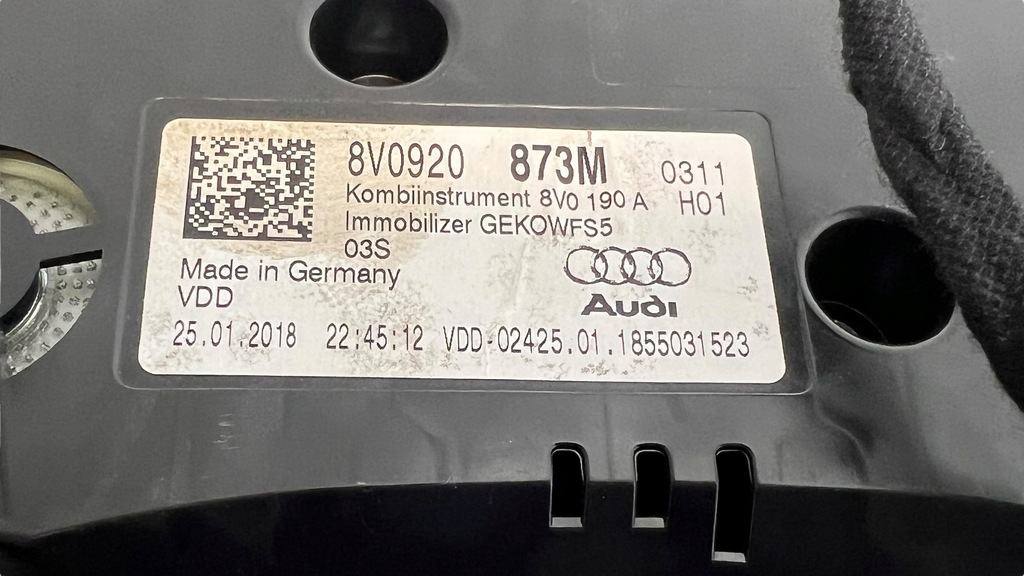 8V0920 873M 0311
Kombiinstrument 8V0 190 A H01
Immobilizer GEKOWFS5
03S
Made in Germany
Audi
VDD
25.01.2018 22:45:12 VDD-02425.01.1855031523